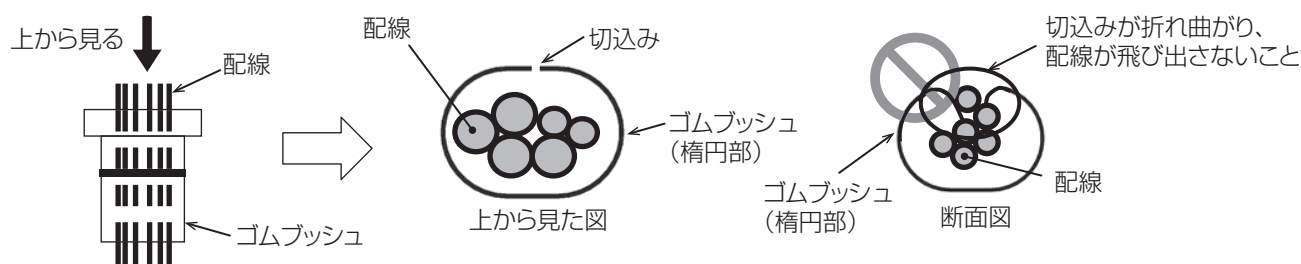 上から見る
配線
ゴムブッシュ
配線
切込み
ゴムブッシュ
（楕円部）
上から見た図
切込みが折れ曲がり、
配線が飛び出さないこと
ゴムブッシュ
（楕円部）
配線
断面図